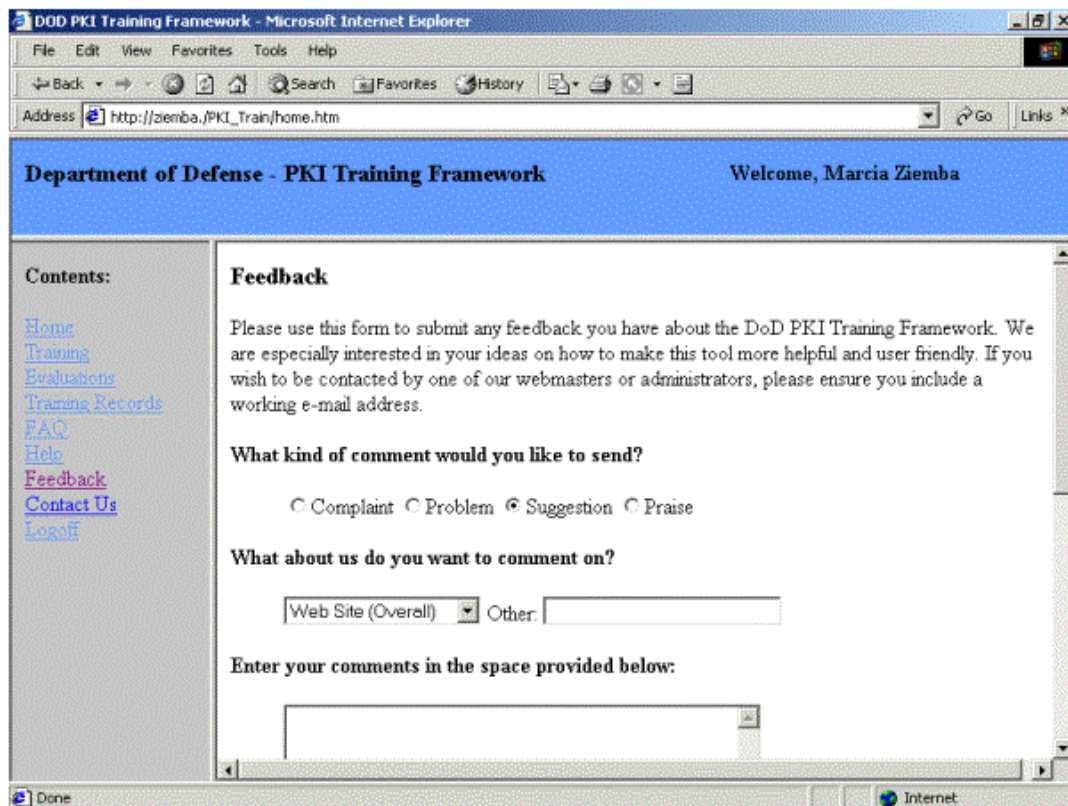 DOD PKI Training Framework - Microsoft Internet Explorer
File Edit View Favorites Tools Help
Back Search Favorites History
Address http://ziemba./PKI_Train/home.htm Go Links »
Department of Defense - PKI Training Framework Welcome, Marcia Ziemba
Contents:
Home
Training
Evaluations
Training Records
FAQ
Help
Feedback
Contact Us
Logoff
Feedback
Please use this form to submit any feedback you have about the DoD PKI Training Framework. We
are especially interested in your ideas on how to make this tool more helpful and user friendly. If you
wish to be contacted by one of our webmasters or administrators, please ensure you include a
working e-mail address.
What kind of comment would you like to send?
Complaint Problem Suggestion Praise
What about us do you want to comment on?
Web Site (Overall) Other:
Enter your comments in the space provided below:
Done Internet